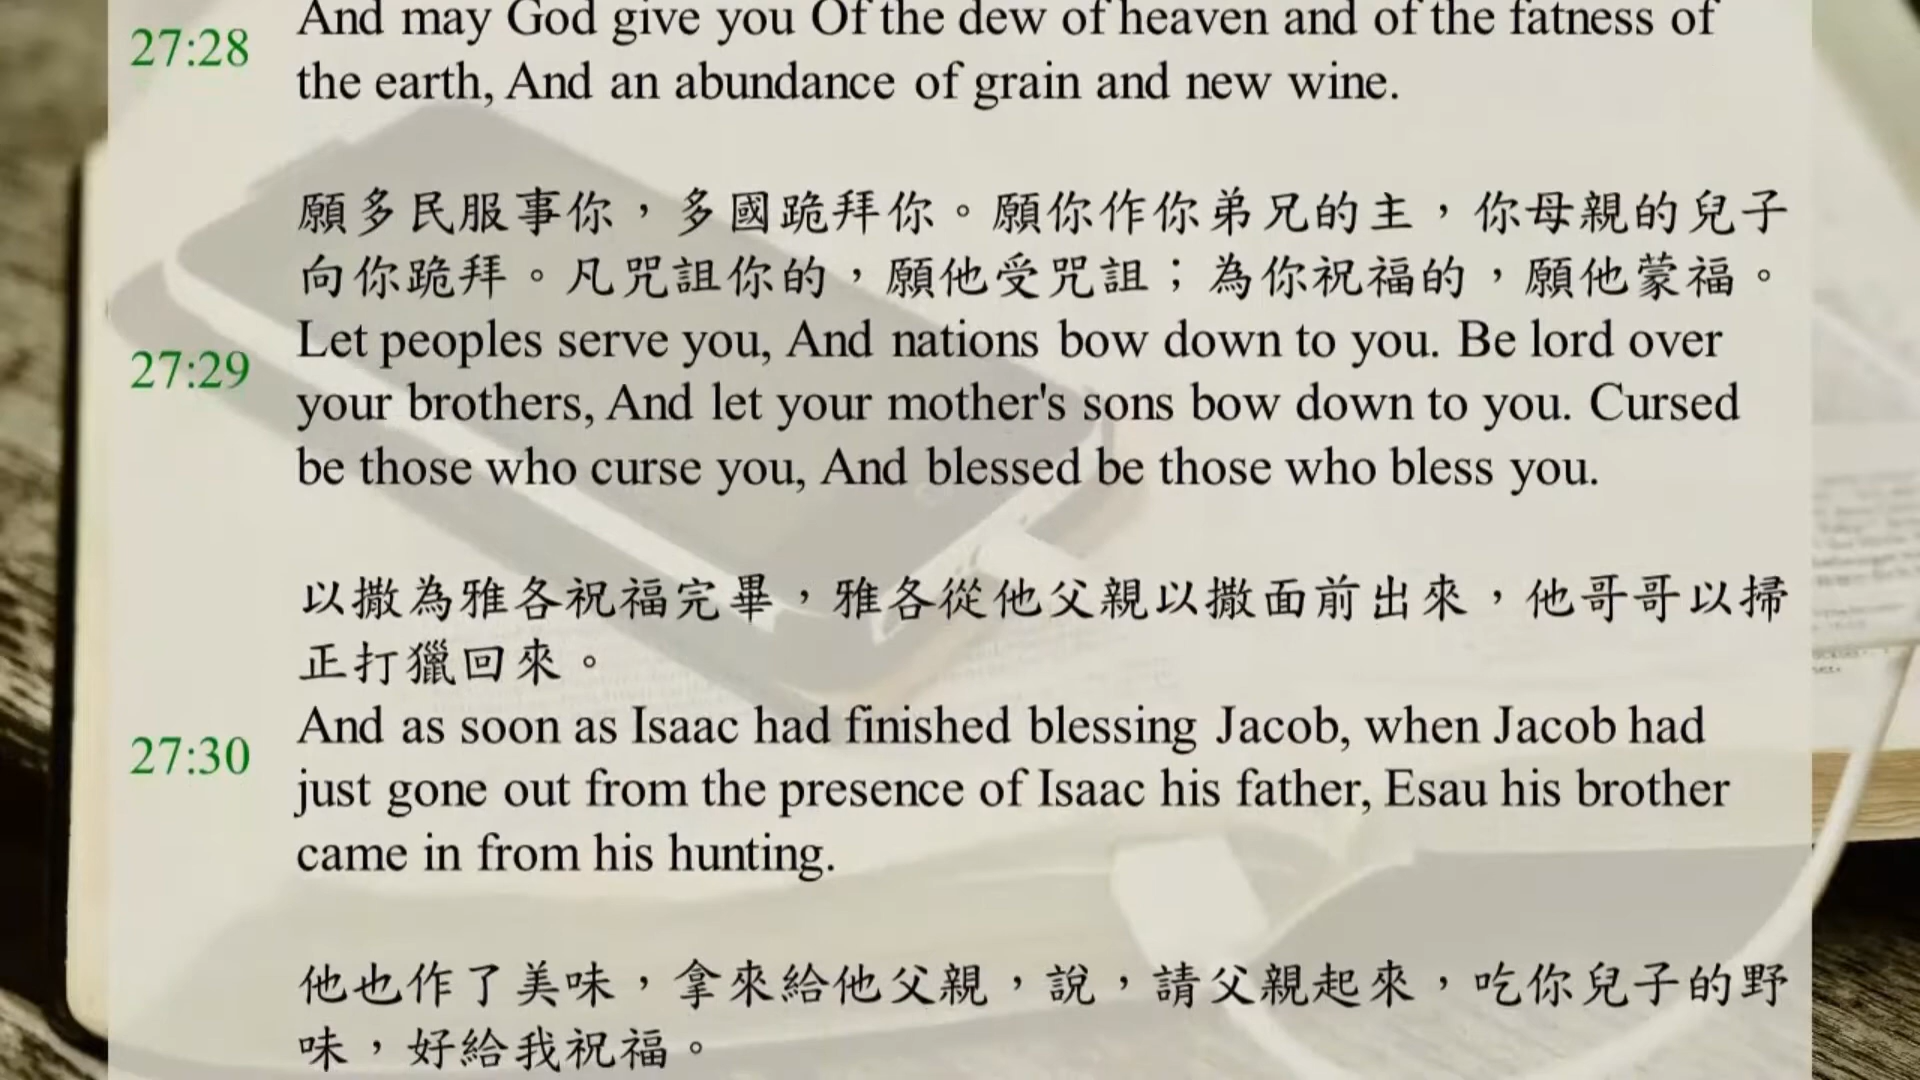 27:28 And may God give you Of the dew of heaven and of the fatness of
the earth, And an abundance of grain and new wine.
願多民服事你，多國跪拜你。願你作你弟兄的主，你母親的兒子
向你跪拜。凡咒詛你的，願他受咒詛；為你祝福的，願他蒙福。
27:29 Let peoples serve you, And nations bow down to you. Be lord over
your brothers, And let your mother's sons bow down to you. Cursed
be those who curse you, And blessed be those who bless you.
以撒為雅各祝福完畢，雅各從他父親以撒面前出來，他哥哥以掃
正打獵回來。
27:30 And as soon as Isaac had finished blessing Jacob, when Jacob had
just gone out from the presence of Isaac his father, Esau his brother
came in from his hunting.
他也作了美味，拿來給他父親，說，請父親起來，吃你兒子的野
味，好給我祝福。